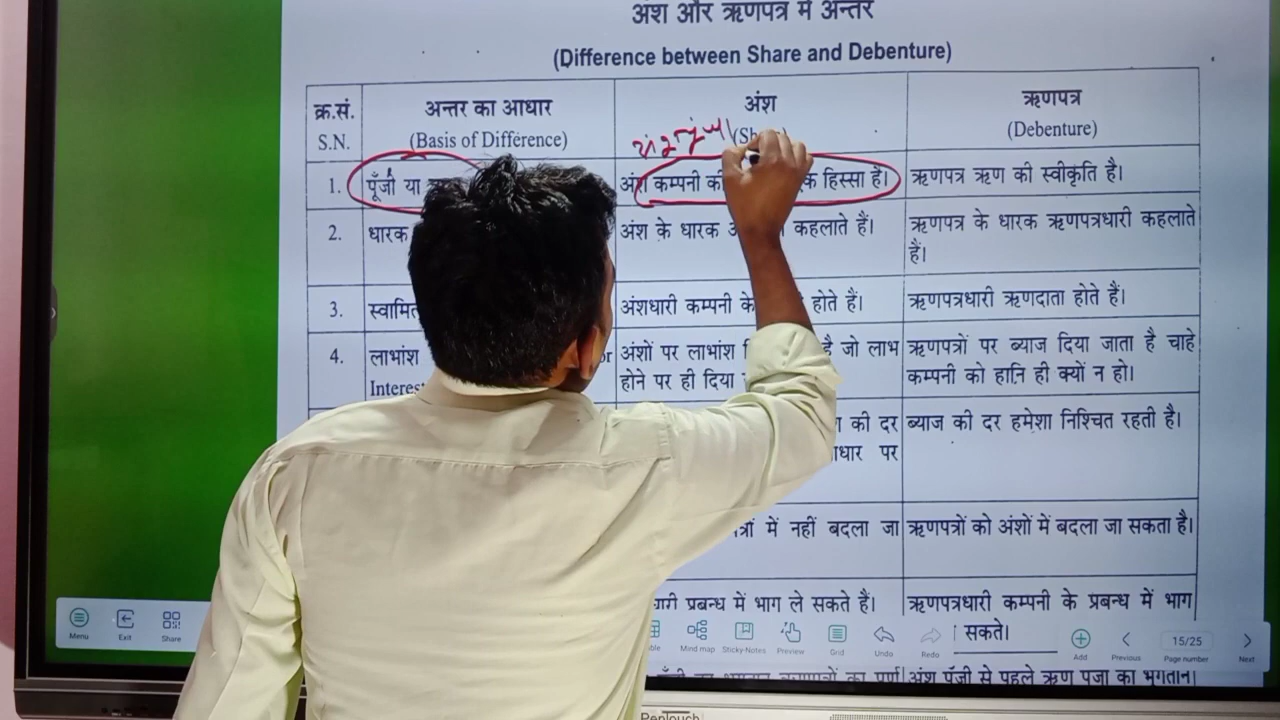 अंश और ऋणपत्र में अन्तर
(Difference between Share and Debenture)
क्र.सं.
S.N.
अन्तर का आधार
(Basis of Difference)
अंश
ऋणपत्र
(Debenture)
1.
पूँजी या
अंश कम्पनी की
हिस्सा है।
ऋणपत्र ऋण की स्वीकृति है।
2.
धारक
अंश के धारक
कहलाते हैं।
ऋणपत्र के धारक ऋणपत्रधारी कहलाते
हैं।
3.
अंशधारी कम्पनी के
होते हैं।
ऋणपत्रधारी ऋणदाता होते हैं।
4.
लाभांश
or
अंशों पर लाभांश
है जो लाभ
होने पर ही दिया
ऋणपत्रों पर ब्याज दिया जाता है चाहे
कम्पनी को हानि ही क्यों न हो।
की दर
पर
ब्याज की दर हमेशा निश्चित रहती है।
में नहीं बदला जा
ऋणपत्रों को अंशों में बदला जा सकता है।
प्रबन्ध में भाग ले सकते हैं।
ऋणपत्रधारी कम्पनी के प्रबन्ध में भाग
सकते।
Menu
Exit
Share
Mind map
Sticky-Notes
Preview
Grid
Undo
Redo
Add
Previous
15/25
Page number
Next
अंश पूँजी से पहले ऋण